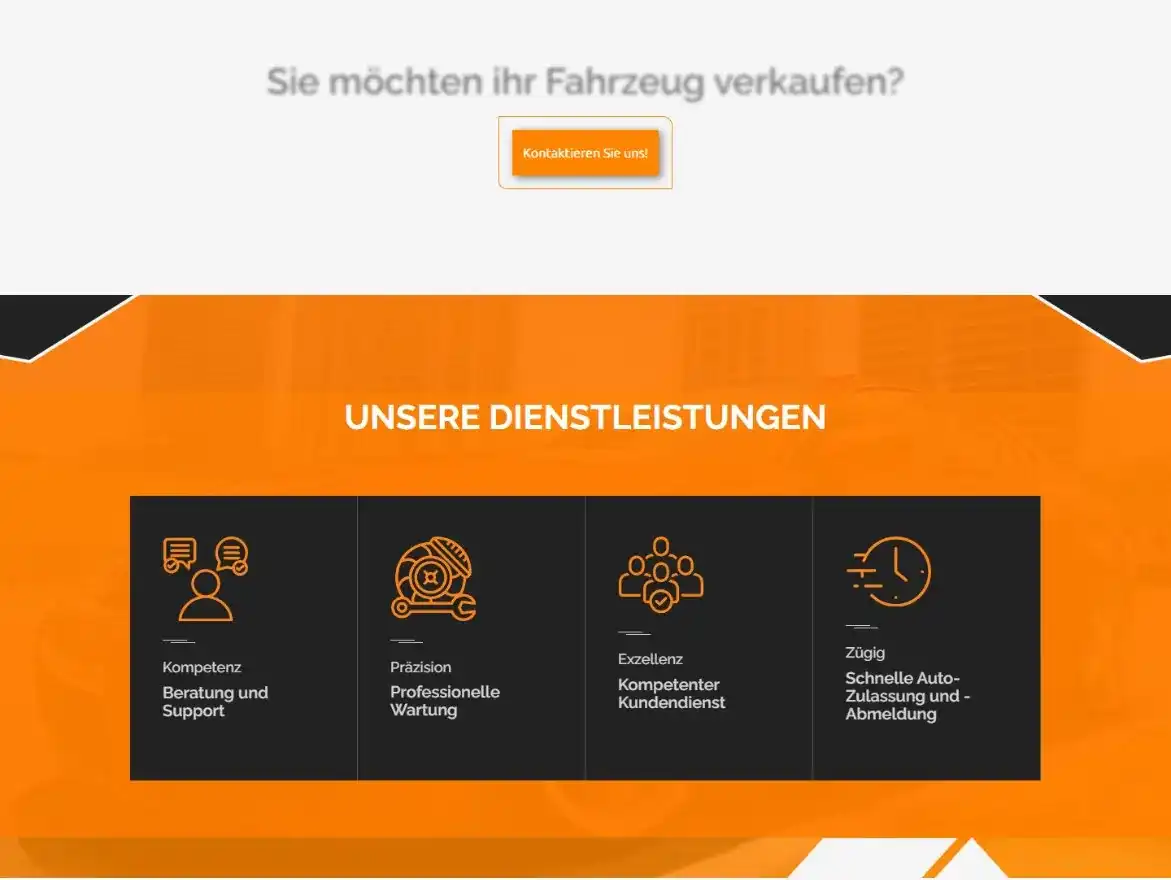 Sie möchten ihr Fahrzeug verkaufen?
Kontaktieren Sie uns!
UNSERE DIENSTLEISTUNGEN
Kompetenz
Beratung und
Support
Präzision
Professionelle
Wartung
Exzellenz
Kompetenter
Kundendienst
Zügig
Schnelle Auto-
Zulassung und -
Abmeldung